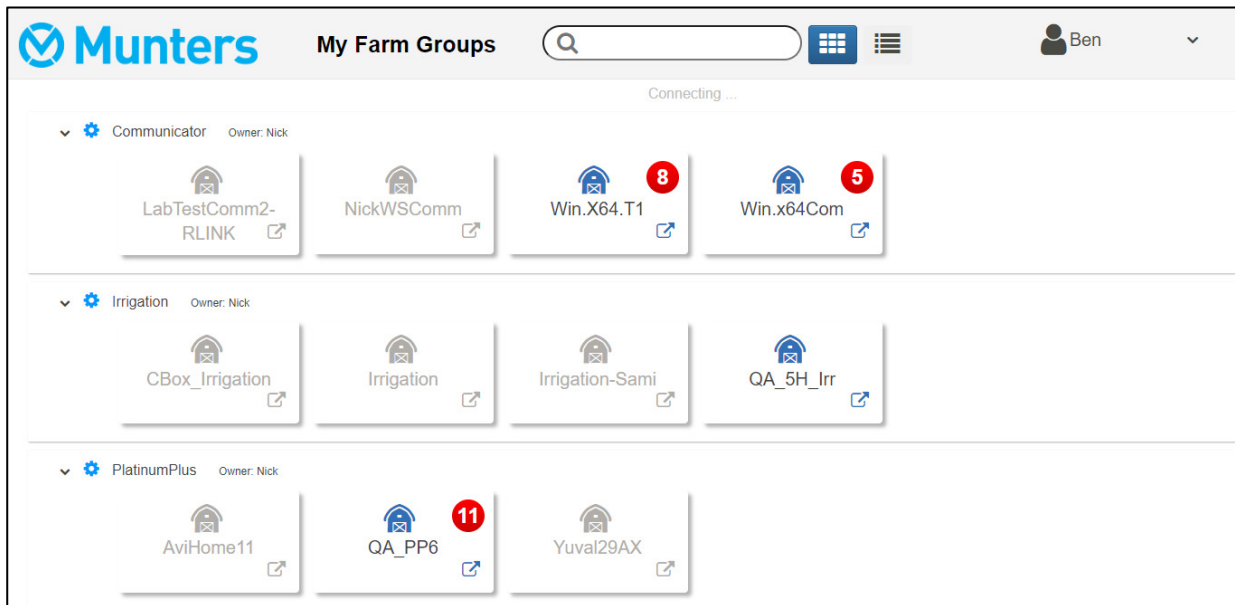 Munters My Farm Groups Ben
Connecting ...
Communicator Owner: Nick
8 5
LabTestComm2- NickWSComm Win.X64.T1 Win.x64Com
RLINK
Irrigation Owner: Nick
CBox_Irrigation Irrigation Irrigation-Sami QA_5H_Irr
PlatinumPlus Owner: Nick
11
AviHome11 QA_PP6 Yuval29AX